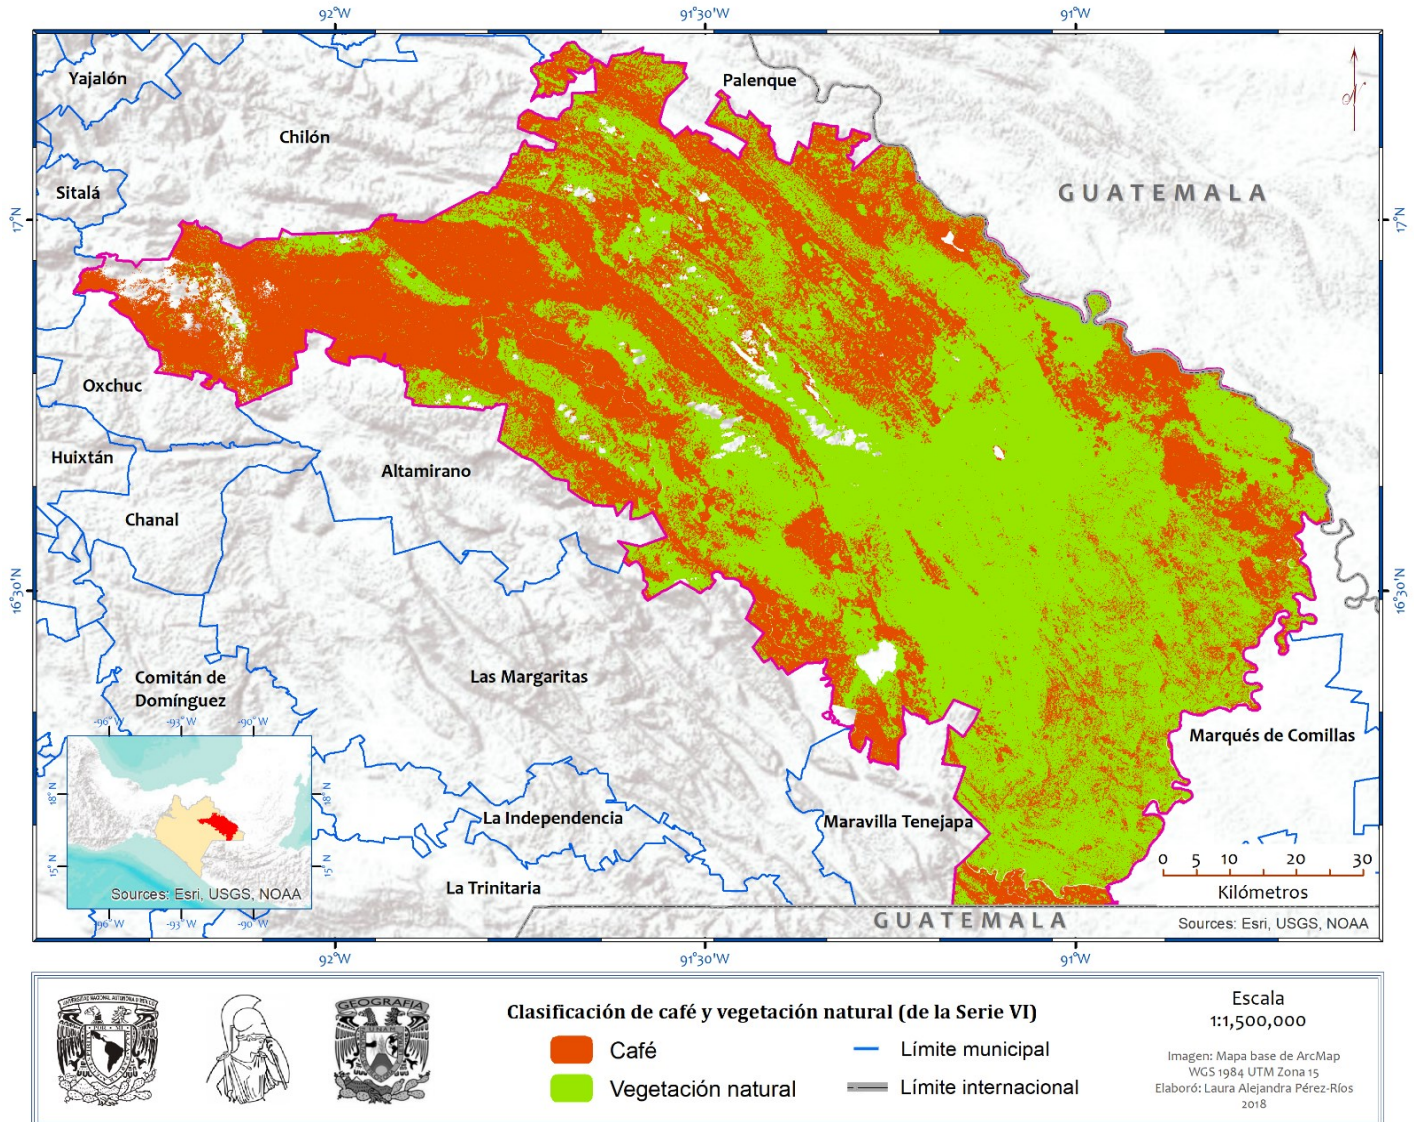 92°W
91°30'W
91°W
Yajalón
Palenque
Chilón
Sitalá
GUATEMALA
17°N
17°N
Oxchuc
Huixtán
Altamirano
Chanal
16°30'N
16°30'N
Comitán de
Domínguez
Las Margaritas
-96°W
-93°W
-90°W
Marqués de Comillas
18°N
18°N
La Independencia
Maravilla Tenejapa
15°N
15°N
La Trinitaria
Sources: Esri, USGS, NOAA
0 5 10 20 30
Kilómetros
-96°W
-93°W
-90°W
GUATEMALA
Sources: Esri, USGS, NOAA
92°W
91°30'W
91°W
GEOGRAFIA
Clasificación de café y vegetación natural (de la Serie VI)
Café
Límite municipal
Vegetación natural
Límite internacional
Escala
1:1,500,000
Imagen: Mapa base de ArcMap
WGS 1984 UTM Zona 15
Elaboró: Laura Alejandra Pérez-Ríos
2018